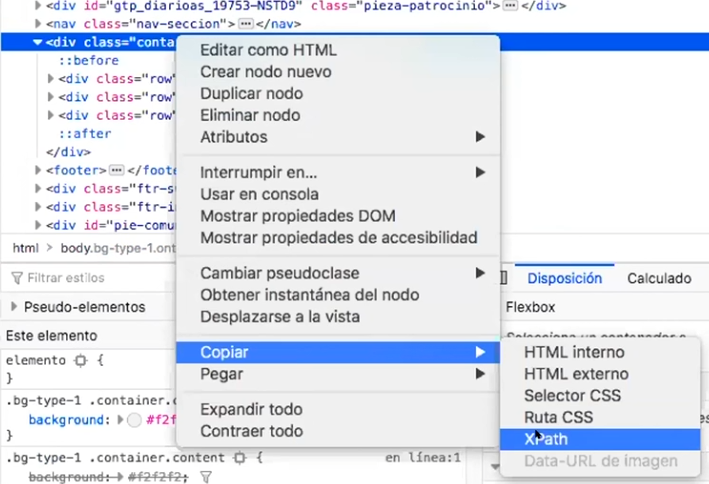 <div id="gtp_diarioas_19753-NSTD9" class="pieza-patrocinio"> ••• </div>
<nav class="nav-seccion"> ••• </nav>
<div class="conta
::before
<div class="row"
<div class="row"
<div class="row"
::after
</div>
<footer> ••• </foote
<div class="ftr-s
<div class="ftr-i
<div id="pie-comu
html > body.bg-type-1.ont
Filtrar estilos
Pseudo-elementos
Este elemento
elemento {
}
.bg-type-1 .container.c
background: #f2f
}
.bg-type-1 .container.content { en línea:1
background: #f2f2f2;
Editar como HTML
Crear nodo nuevo
Duplicar nodo
Eliminar nodo
Atributos
Interrumpir en...
Usar en consola
Mostrar propiedades DOM
Mostrar propiedades de accesibilidad
Cambiar pseudoclase
Obtener instantánea del nodo
Desplazarse a la vista
Copiar
Pegar
Expandir todo
Contraer todo
Disposición Calculado
Flexbox
Selecciona un contenedor
HTML interno
HTML externo
Selector CSS
Ruta CSS
XPath
Data-URL de imagen